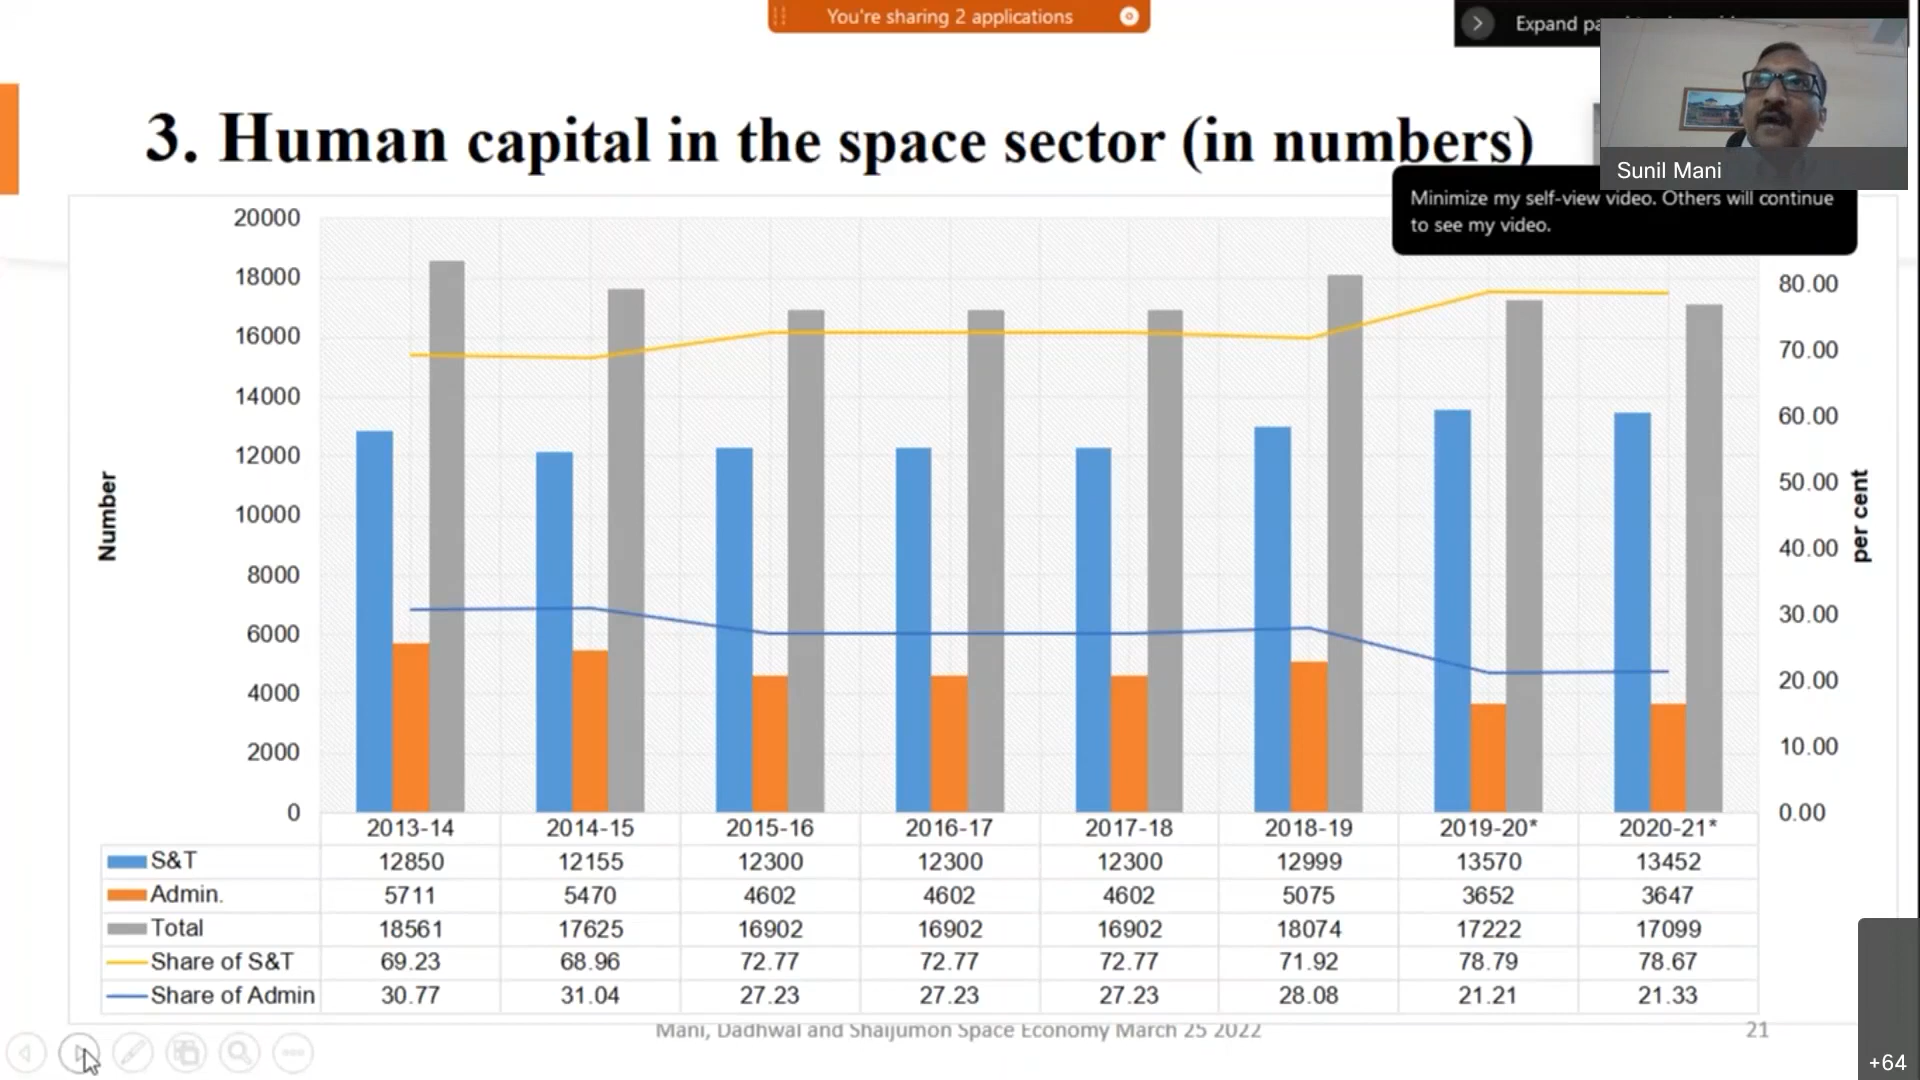 You're sharing 2 applications
Expand pa
3. Human capital in the space sector (in numbers)
Sunil Mani
Minimize my self-view video. Others will continue
to see my video.
20000
18000
16000
14000
12000
10000
8000
6000
4000
2000
0
Number
80.00
70.00
60.00
50.00
40.00
30.00
20.00
10.00
0.00
per cent
2013-14 2014-15 2015-16 2016-17 2017-18 2018-19 2019-20* 2020-21*
S&T 12850 12155 12300 12300 12300 12999 13570 13452
Admin. 5711 5470 4602 4602 4602 5075 3652 3647
Total 18561 17625 16902 16902 16902 18074 17222 17099
Share of S&T 69.23 68.96 72.77 72.77 72.77 71.92 78.79 78.67
Share of Admin 30.77 31.04 27.23 27.23 27.23 28.08 21.21 21.33
Mani, Dadhwal and Shaijumon Space Economy March 25 2022
21
+64